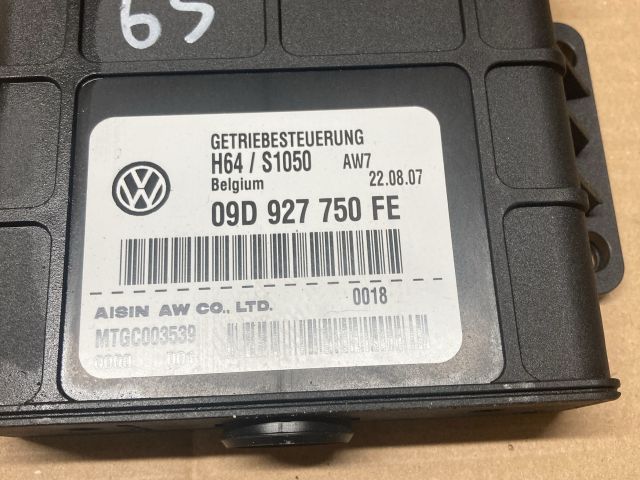 65
GETRIEBESTEUERUNG
H64 / S1050 AW7
Belgium 22.08.07
09D 927 750 FE
AISIN AW CO., LTD. 0018
MTGC003539